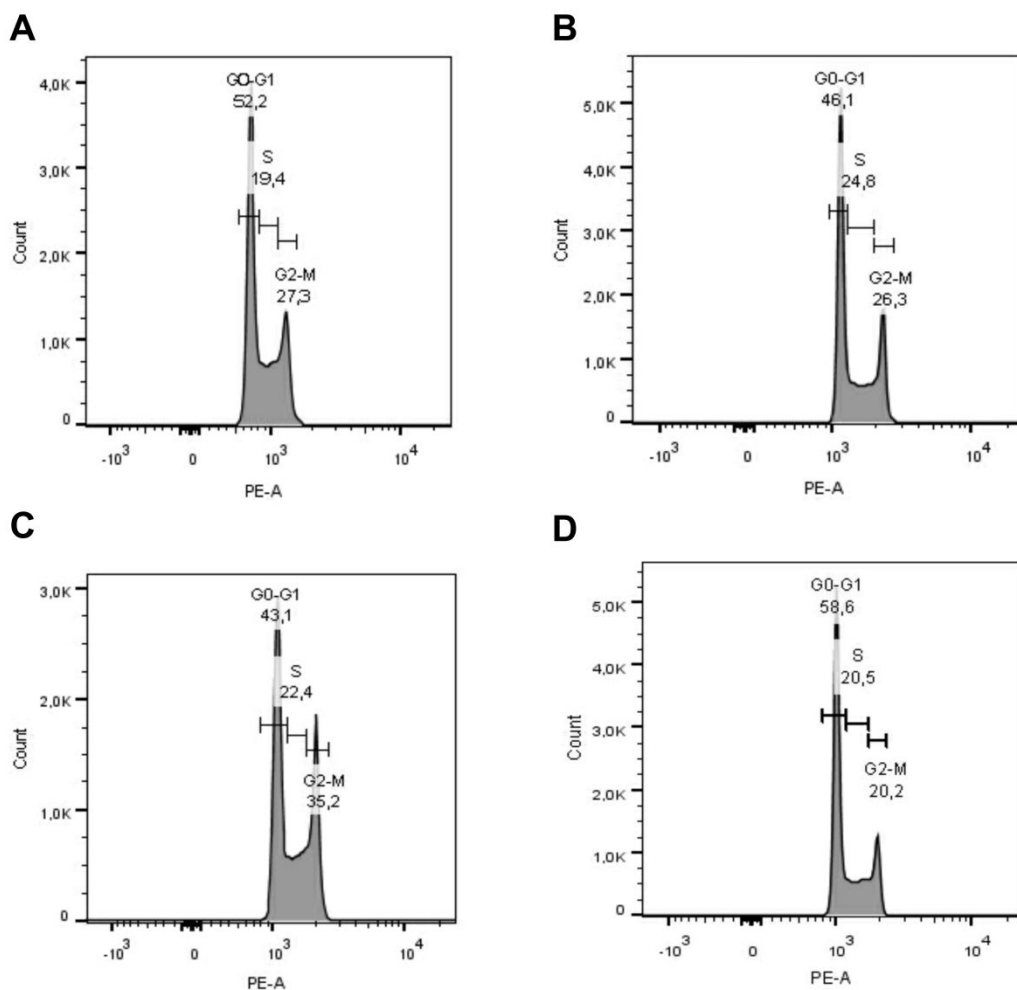 A
4,0K
3,0K
2,0K
1,0K
0
Count
G0-G1
52,2
S
19,4
G2-M
27,3
-10³
0
10³
10⁴
PE-A
B
5,0K
4,0K
3,0K
2,0K
1,0K
0
Count
G0-G1
46,1
S
24,8
G2-M
26,3
-10³
0
10³
10⁴
PE-A
C
3,0K
2,0K
1,0K
0
Count
G0-G1
43,1
S
22,4
G2-M
35,2
-10³
0
10³
10⁴
PE-A
D
5,0K
4,0K
3,0K
2,0K
1,0K
0
Count
G0-G1
58,6
S
20,5
G2-M
20,2
-10³
0
10³
10⁴
PE-A